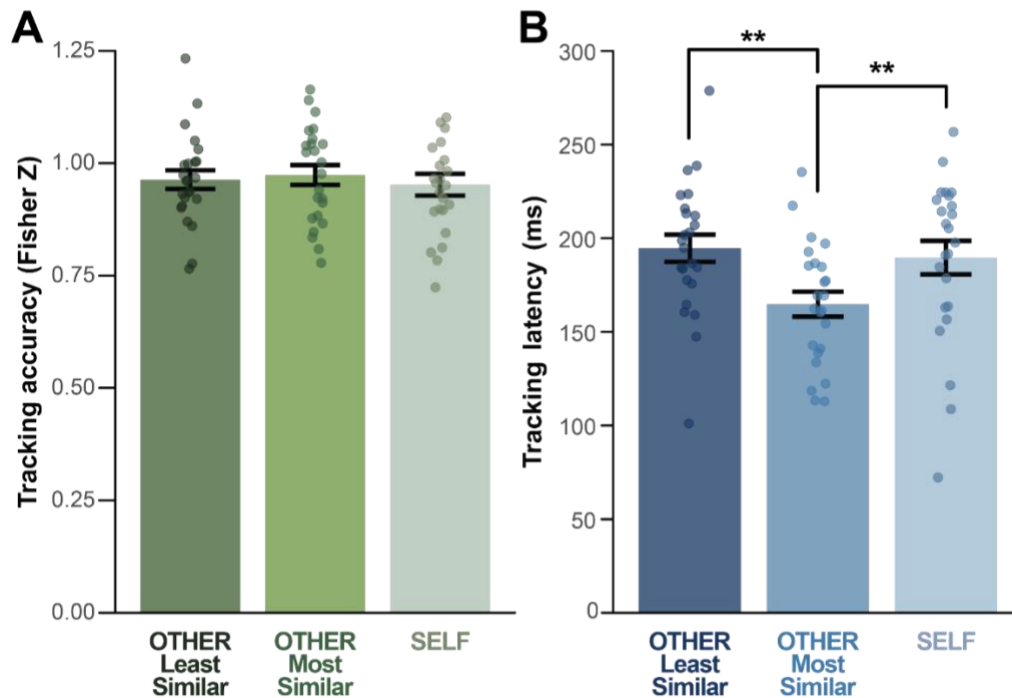 A
Tracking accuracy (Fisher Z)
1.25
1.00
0.75
0.50
0.25
0.00
OTHER
Least
Similar
OTHER
Most
Similar
SELF
B
Tracking latency (ms)
300
250
200
150
100
50
0
**
**
OTHER
Least
Similar
OTHER
Most
Similar
SELF